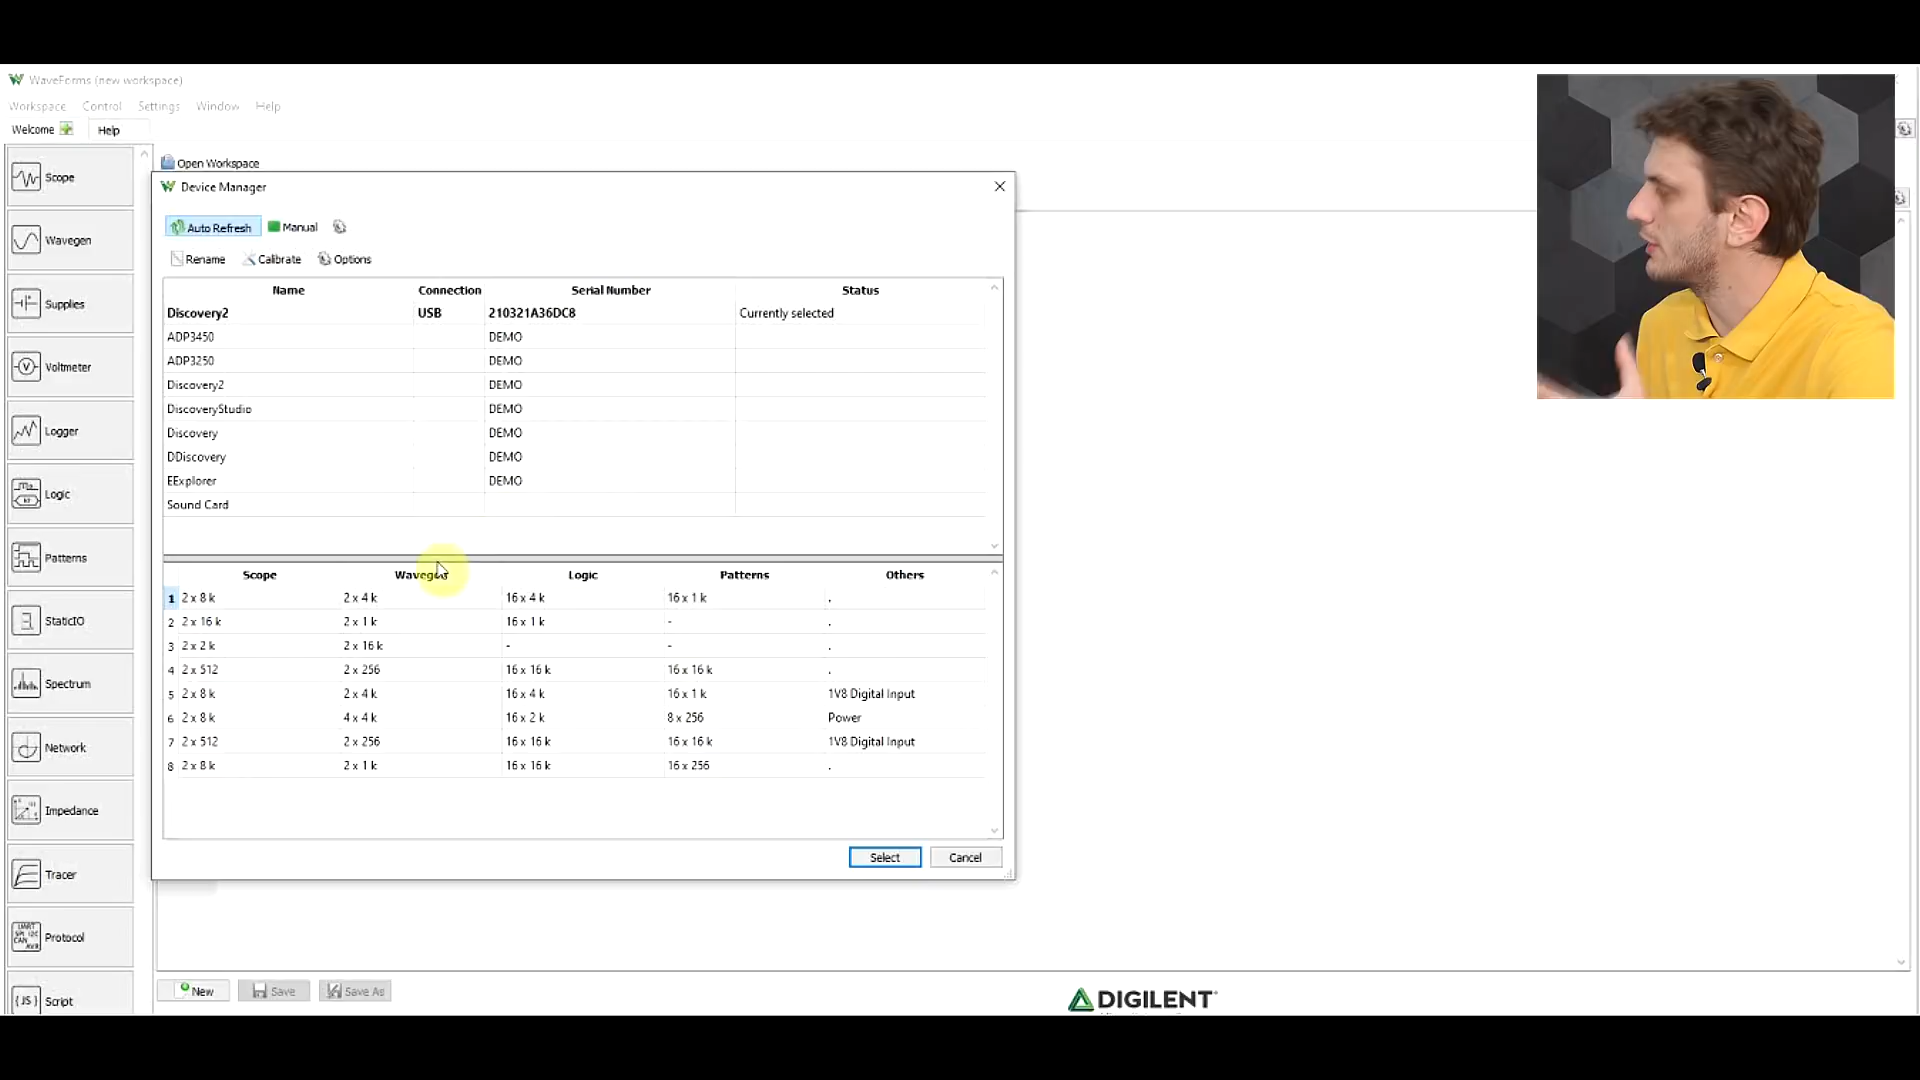 WaveForms (new workspace)
Workspace Control Settings Window Help
Welcome Help
Open Workspace
Scope
Wavegen
Supplies
Voltmeter
Logger
Logic
Patterns
StaticIO
Spectrum
Network
Impedance
Tracer
Protocol
Script
Device Manager
Auto Refresh Manual
Rename Calibrate Options
Name Connection Serial Number Status
Discovery2 USB 210321A36DC8 Currently selected
ADP3450 DEMO
ADP3250 DEMO
Discovery2 DEMO
DiscoveryStudio DEMO
Discovery DEMO
DDiscovery DEMO
EExplorer DEMO
Sound Card
Scope Wavegen Logic Patterns Others
1 2 x 8 k 2 x 4 k 16 x 4 k 16 x 1 k .
2 2 x 16 k 2 x 1 k 16 x 1 k - .
3 2 x 2 k 2 x 16 k - - .
4 2 x 512 2 x 256 16 x 16 k 16 x 16 k .
5 2 x 8 k 2 x 4 k 16 x 4 k 16 x 1 k 1V8 Digital Input
6 2 x 8 k 4 x 4 k 16 x 2 k 8 x 256 Power
7 2 x 512 2 x 256 16 x 16 k 16 x 16 k 1V8 Digital Input
8 2 x 8 k 2 x 1 k 16 x 16 k 16 x 256 .
Select Cancel
New Save Save As
DIGILENT